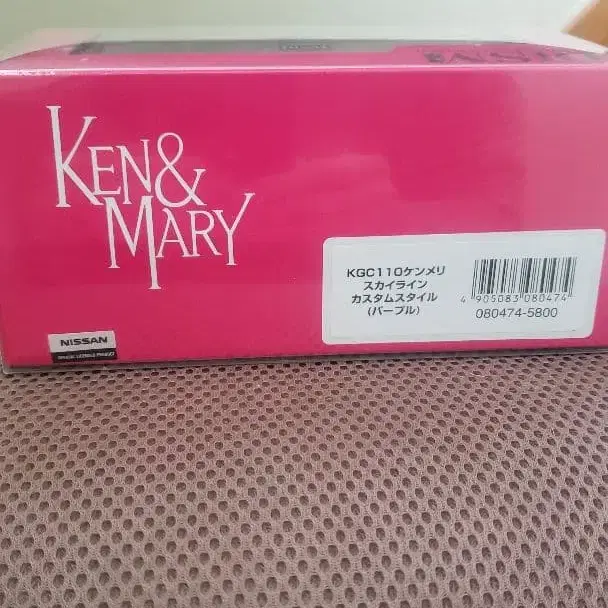 KEN&
MARY
KGC110ケンメリ
スカイライン
カスタムスタイル
(パープル)
4 905083 080474
080474-5800
NISSAN